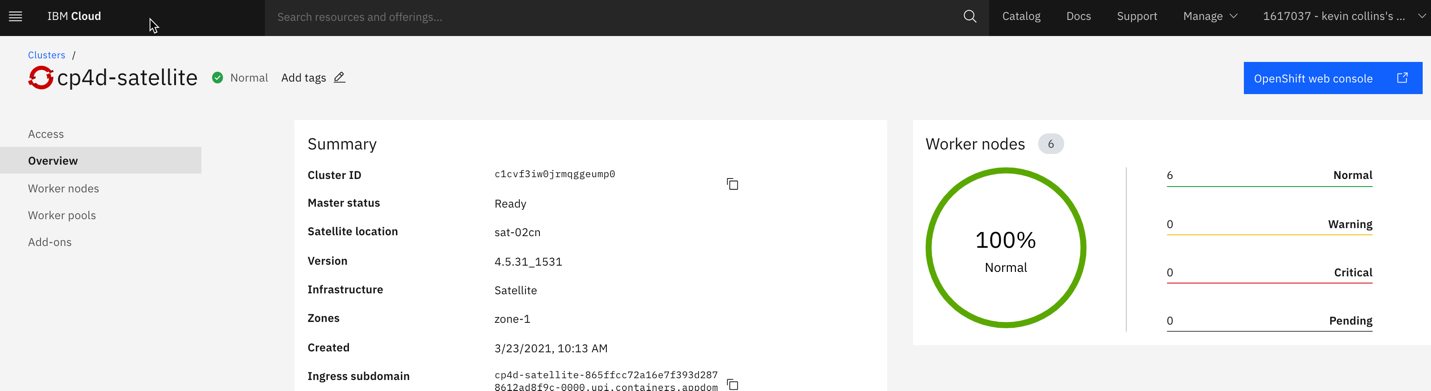 IBM Cloud
Search resources and offerings...
Catalog
Docs
Support
Manage
1617037 - kevin collins's ...
Clusters /
cp4d-satellite
Normal
Add tags
OpenShift web console
Access
Overview
Worker nodes
Worker pools
Add-ons
Summary
Cluster ID c1cvf3iw0jrmqggeump0
Master status Ready
Satellite location sat-02cn
Version 4.5.31_1531
Infrastructure Satellite
Zones zone-1
Created 3/23/2021, 10:13 AM
Ingress subdomain cp4d-satellite-865ffcc72a16e7f393d287
8612ad8f9c-0000.upi.containers.appdom
Worker nodes 6
100%
Normal
6 Normal
0 Warning
0 Critical
0 Pending